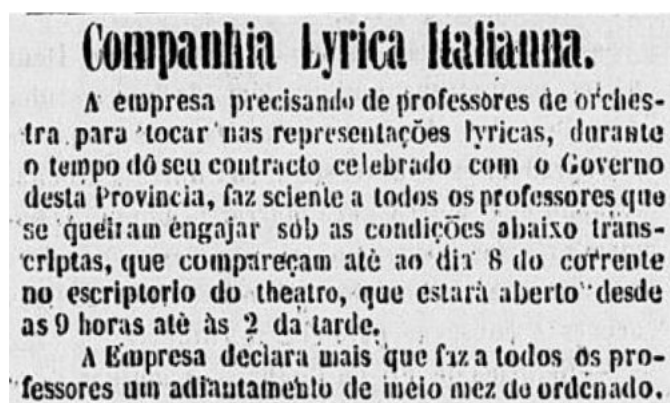 Companhia Lyrica Italianna.
A empresa precisando de professores de orches-
tra para tocar nas representações lyricas, durante
o tempo do seu contracto celebrado com o Governo
desta Provincia, faz sciente a todos os professores que
se queiram engajar sob as condições abaixo trans-
criptas, que compareçam atè ao dia 8 do corrente
no escriptorio do theatro, que estará aberto desde
as 9 horas atè às 2 da tarde.
A Empresa declara mais que faz a todos os pro-
fessores um adiantamento de meio mez de ordenado.